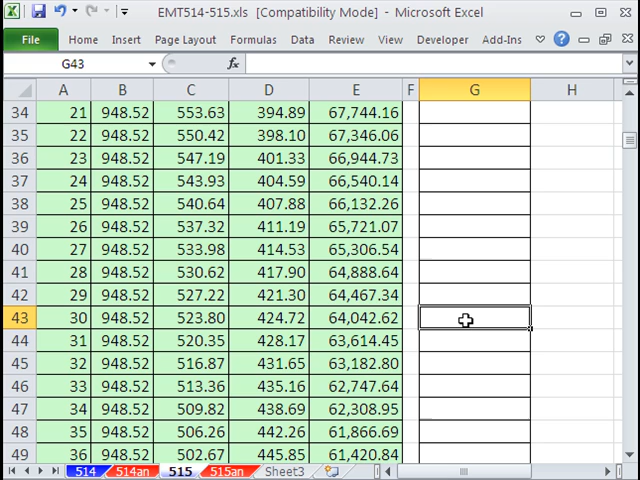 EMT514-515.xls [Compatibility Mode] - Microsoft Excel
File Home Insert Page Layout Formulas Data Review View Developer Add-Ins
G43 fx
A B C D E F G H
34 21 948.52 553.63 394.89 67,744.16
35 22 948.52 550.42 398.10 67,346.06
36 23 948.52 547.19 401.33 66,944.73
37 24 948.52 543.93 404.59 66,540.14
38 25 948.52 540.64 407.88 66,132.26
39 26 948.52 537.32 411.19 65,721.07
40 27 948.52 533.98 414.53 65,306.54
41 28 948.52 530.62 417.90 64,888.64
42 29 948.52 527.22 421.30 64,467.34
43 30 948.52 523.80 424.72 64,042.62
44 31 948.52 520.35 428.17 63,614.45
45 32 948.52 516.87 431.65 63,182.80
46 33 948.52 513.36 435.16 62,747.64
47 34 948.52 509.82 438.69 62,308.95
48 35 948.52 506.26 442.26 61,866.69
49 36 948.52 502.67 445.85 61,420.84
514 514an 515 515an Sheet3